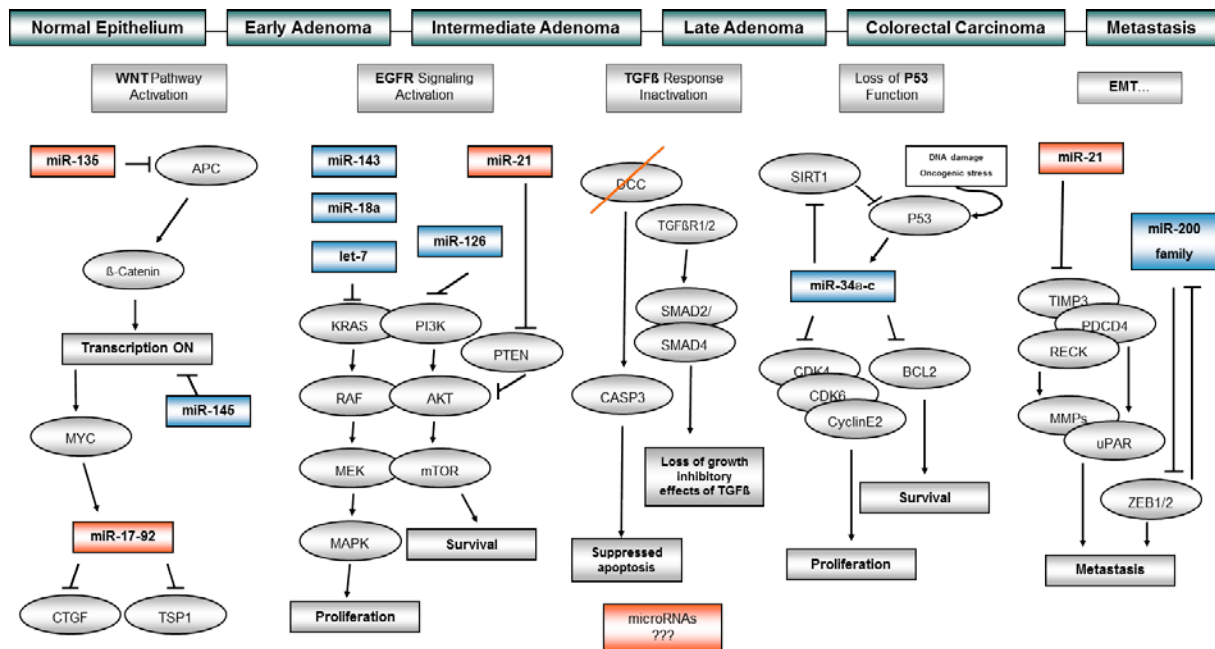 Normal Epithelium
Early Adenoma
Intermediate Adenoma
Late Adenoma
Colorectal Carcinoma
Metastasis
WNT Pathway
Activation
EGFR Signaling
Activation
TGFß Response
Inactivation
Loss of P53
Function
EMT...
miR-135
APC
ß-Catenin
Transcription ON
miR-145
MYC
miR-17-92
CTGF
TSP1
miR-143
miR-18a
let-7
miR-21
miR-126
KRAS
PI3K
PTEN
RAF
AKT
MEK
mTOR
MAPK
Survival
Proliferation
DCC
TGFßR1/2
SMAD2/
SMAD4
CASP3
Loss of growth
inhibitory
effects of TGFß
Suppressed
apoptosis
microRNAs
???
SIRT1
DNA damage
Oncogenic stress
P53
miR-34a-c
CDK4
CDK6
CyclinE2
BCL2
Survival
Proliferation
miR-21
miR-200
family
TIMP3
PDCD4
RECK
MMPs
uPAR
ZEB1/2
Metastasis